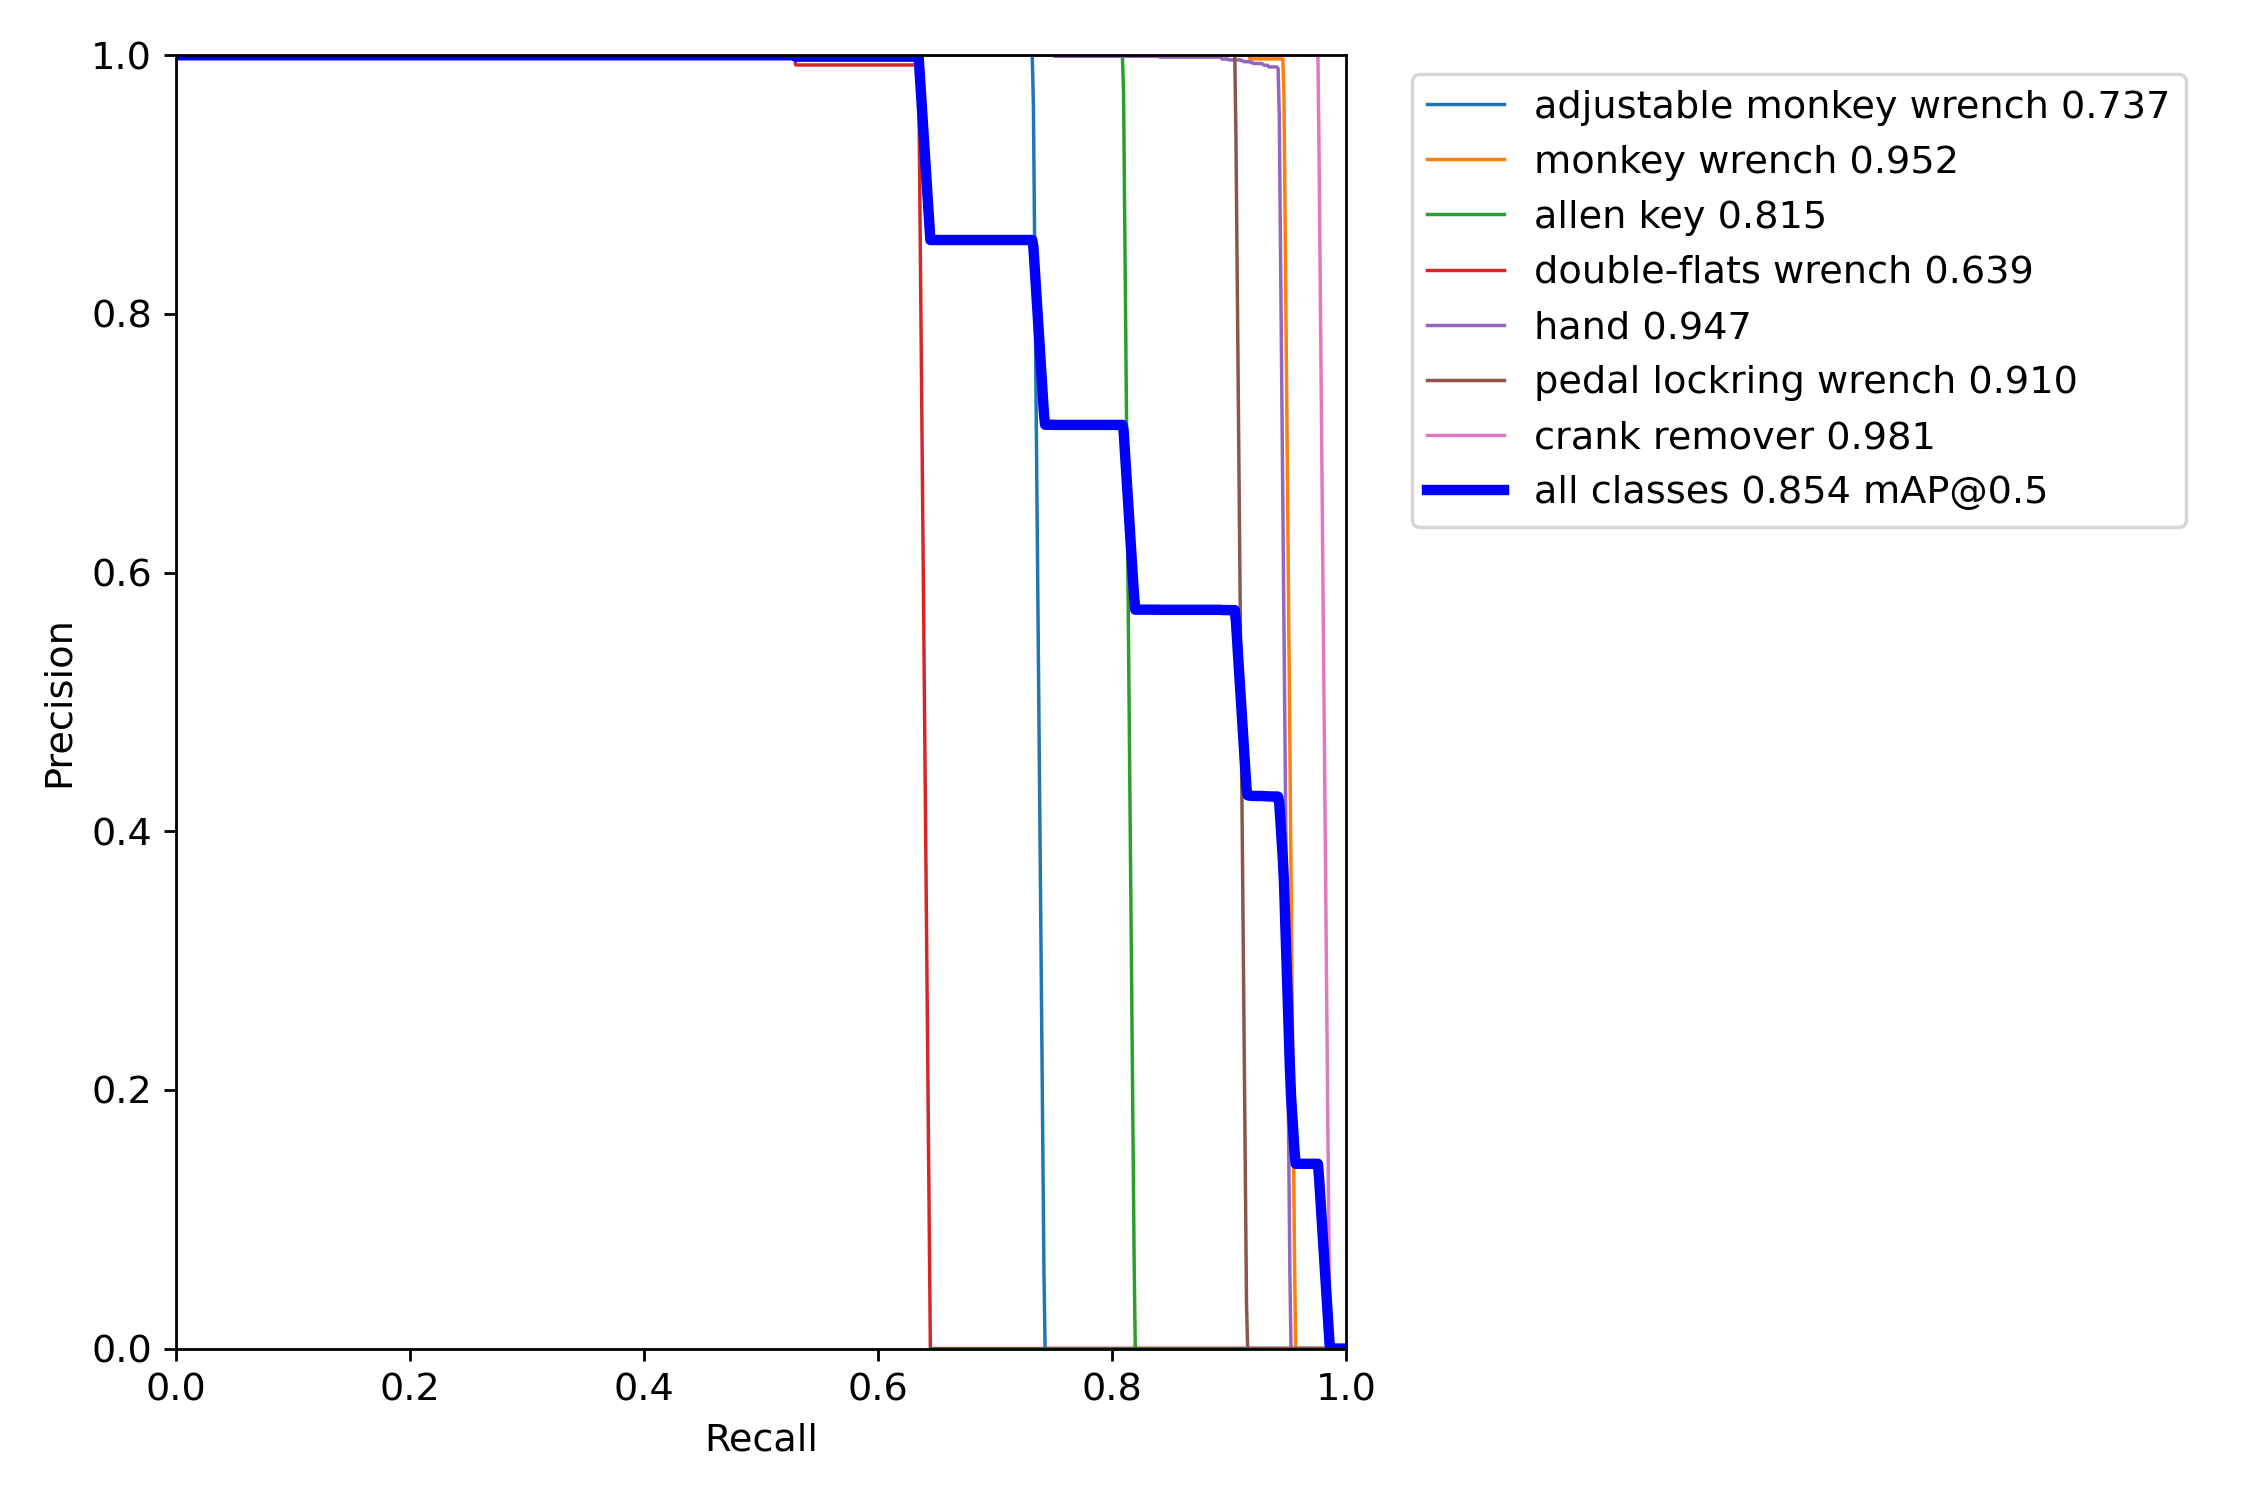 1.0
0.8
0.6
0.4
0.2
0.0
Precision
0.0 0.2 0.4 0.6 0.8 1.0
Recall
adjustable monkey wrench 0.737
monkey wrench 0.952
allen key 0.815
double-flats wrench 0.639
hand 0.947
pedal lockring wrench 0.910
crank remover 0.981
all classes 0.854 mAP@0.5